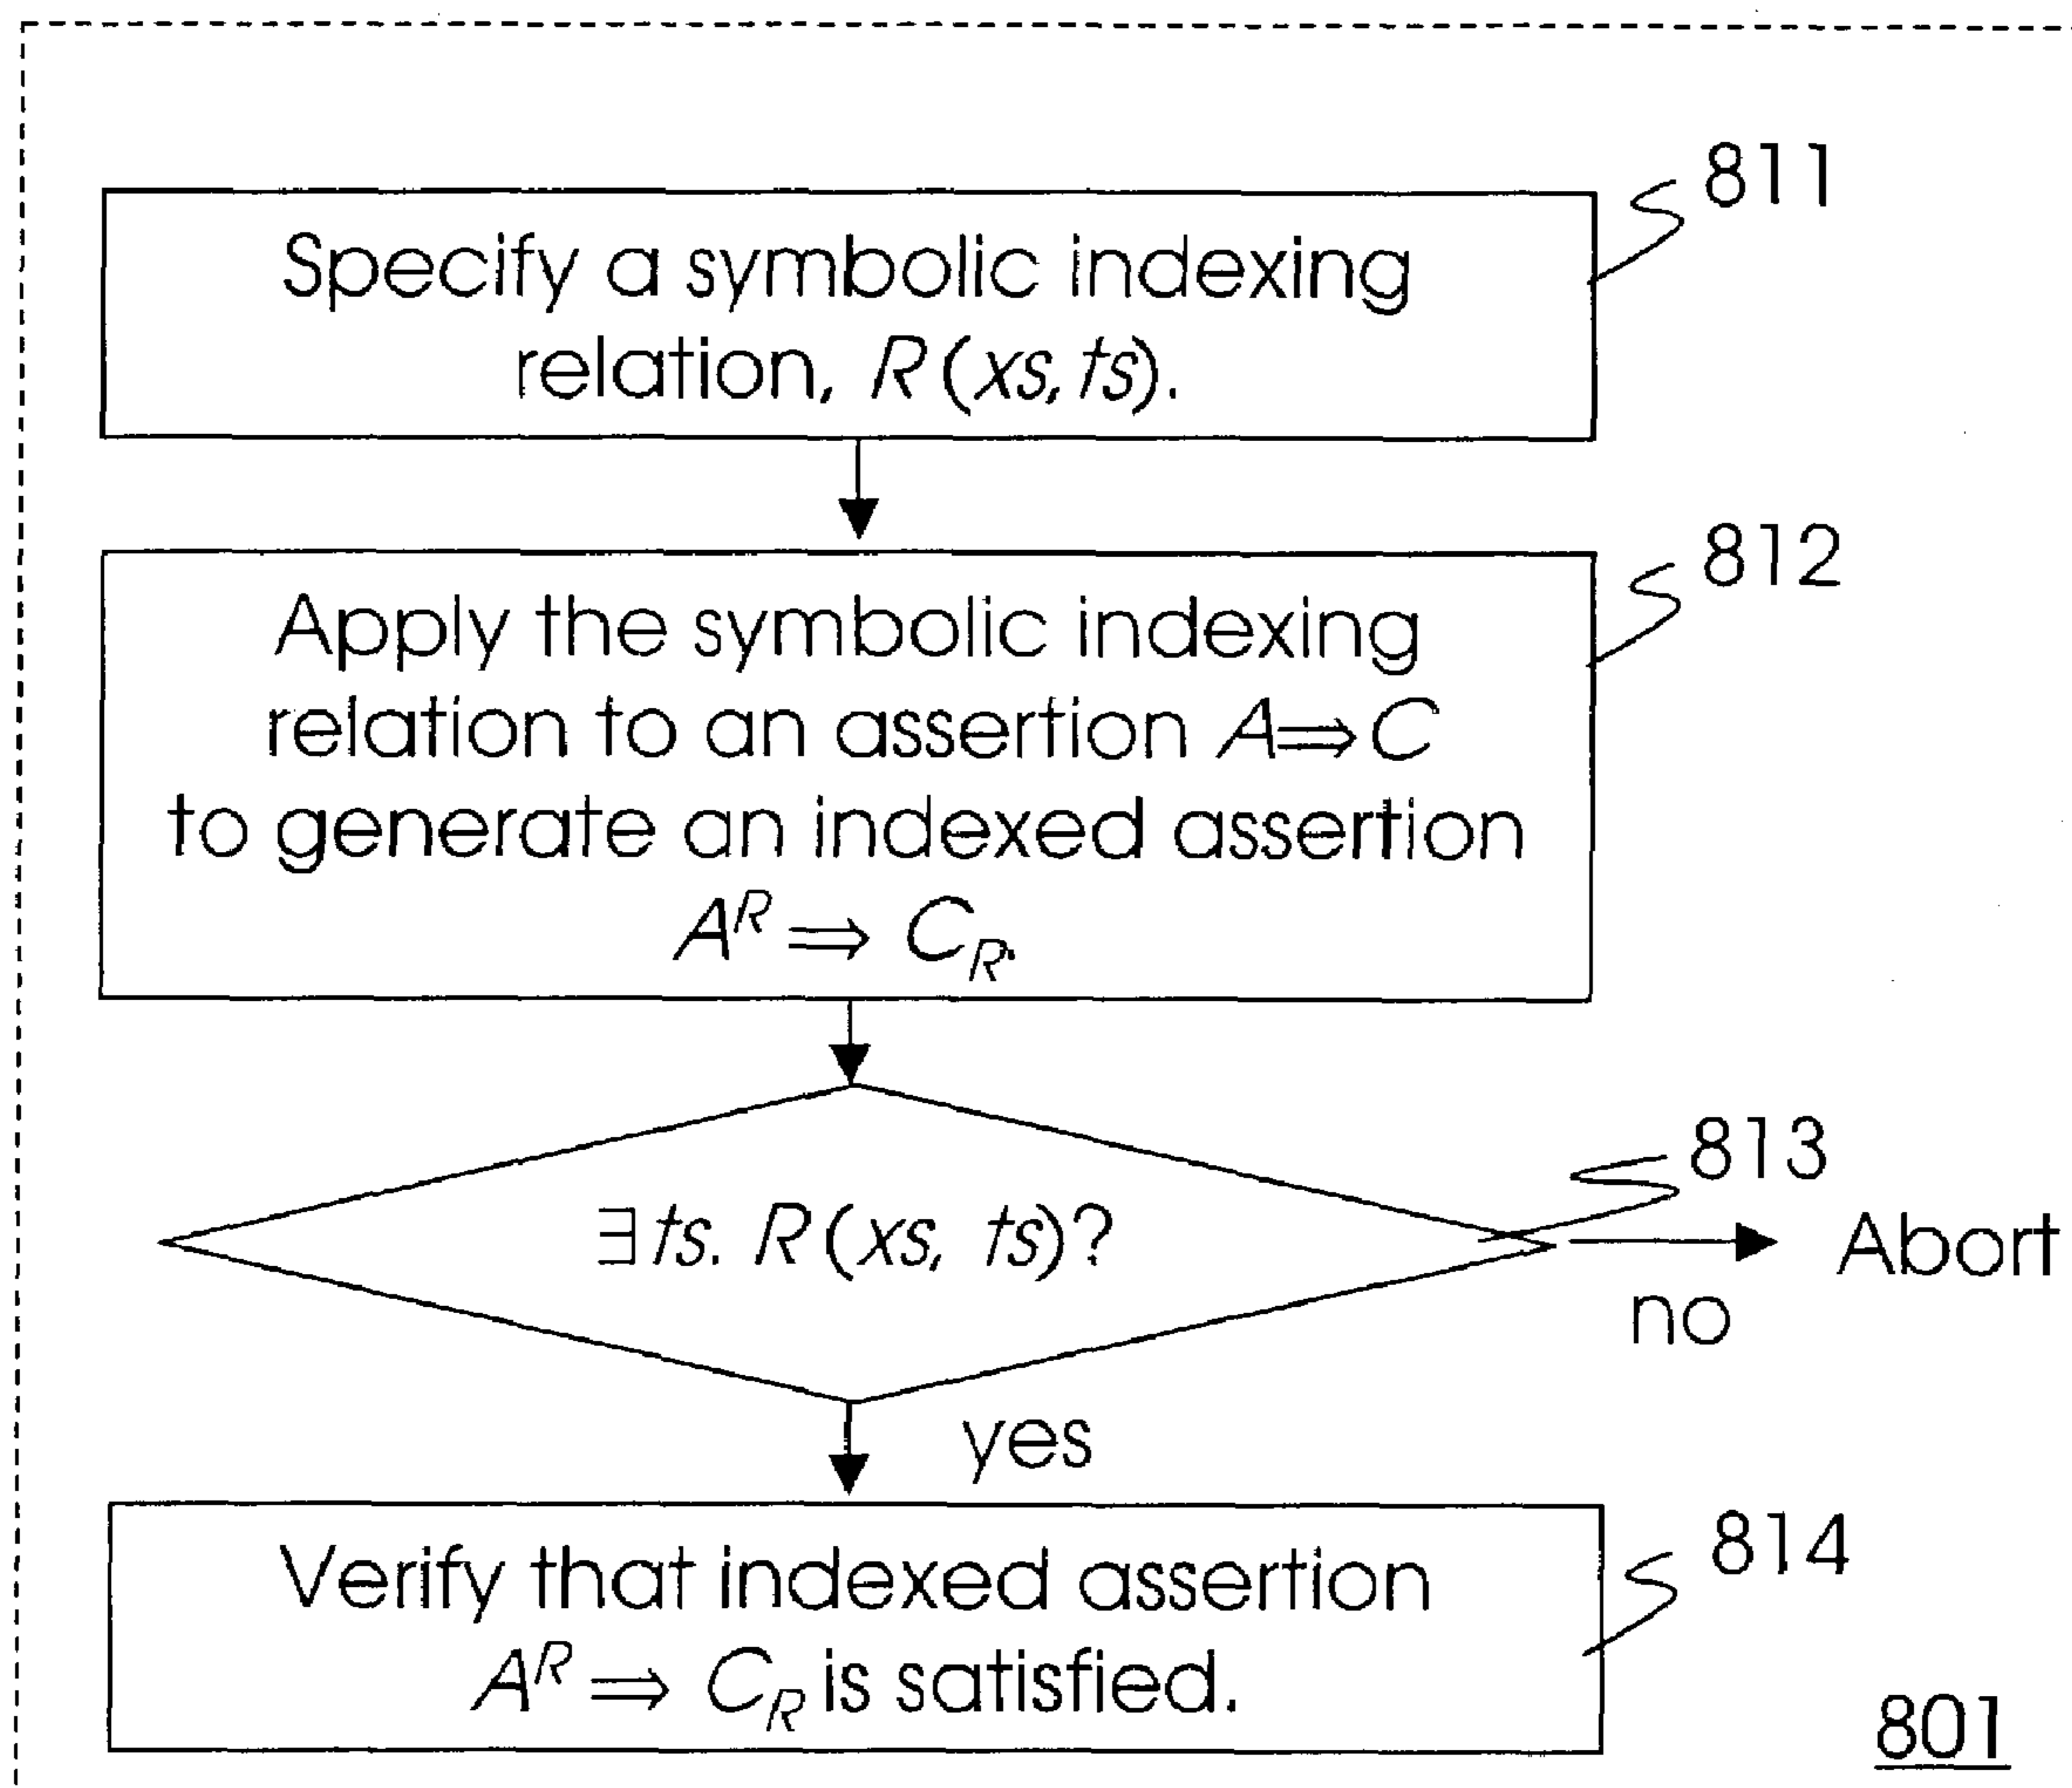 811
Specify a symbolic indexing
relation, R(xs, ts).
812
Apply the symbolic indexing
relation to an assertion A⇒C
to generate an indexed assertion
Aᴿ ⇒ C_R.
813
∃ts. R(xs, ts)?
Abort
no
yes
814
Verify that indexed assertion
Aᴿ ⇒ C_R is satisfied.
801